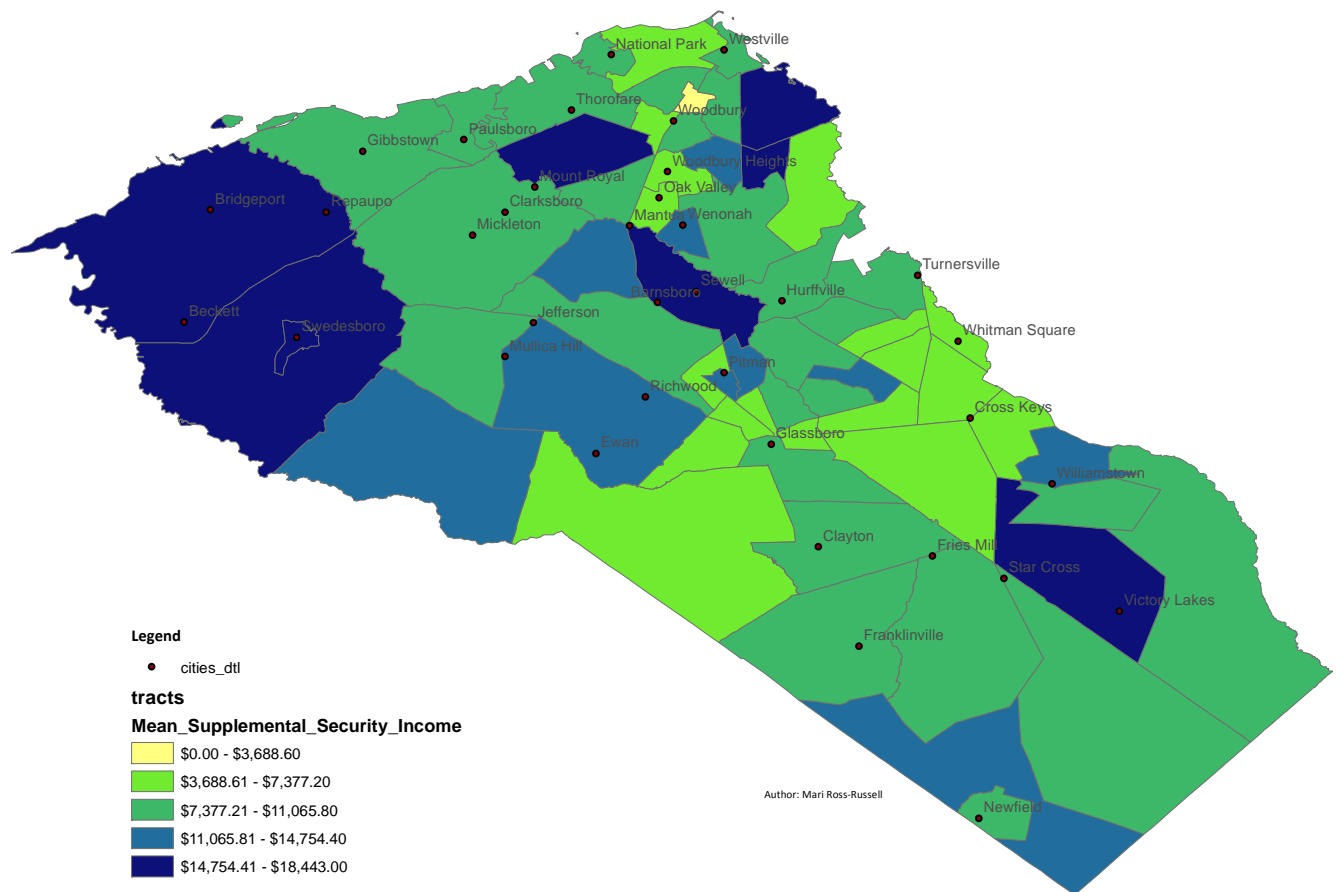 National Park
Westville
Thorofare
Woodbury
Paulsboro
Gibbstown
Woodbury Heights
Mount Royal
Oak Valley
Bridgeport
Repaupo
Clarksboro
Mickleton
Mantua
Wenonah
Turnersville
Sewell
Barnsboro
Hurffville
Beckett
Swedesboro
Jefferson
Whitman Square
Mullica Hill
Pitman
Richwood
Cross Keys
Glassboro
Ewan
Williamstown
Clayton
Fries Mill
Star Cross
Victory Lakes
Franklinville
Newfield
Legend
cities_dtl
tracts
Mean_Supplemental_Security_Income
$0.00 - $3,688.60
$3,688.61 - $7,377.20
$7,377.21 - $11,065.80
$11,065.81 - $14,754.40
$14,754.41 - $18,443.00
Author: Mari Ross-Russell